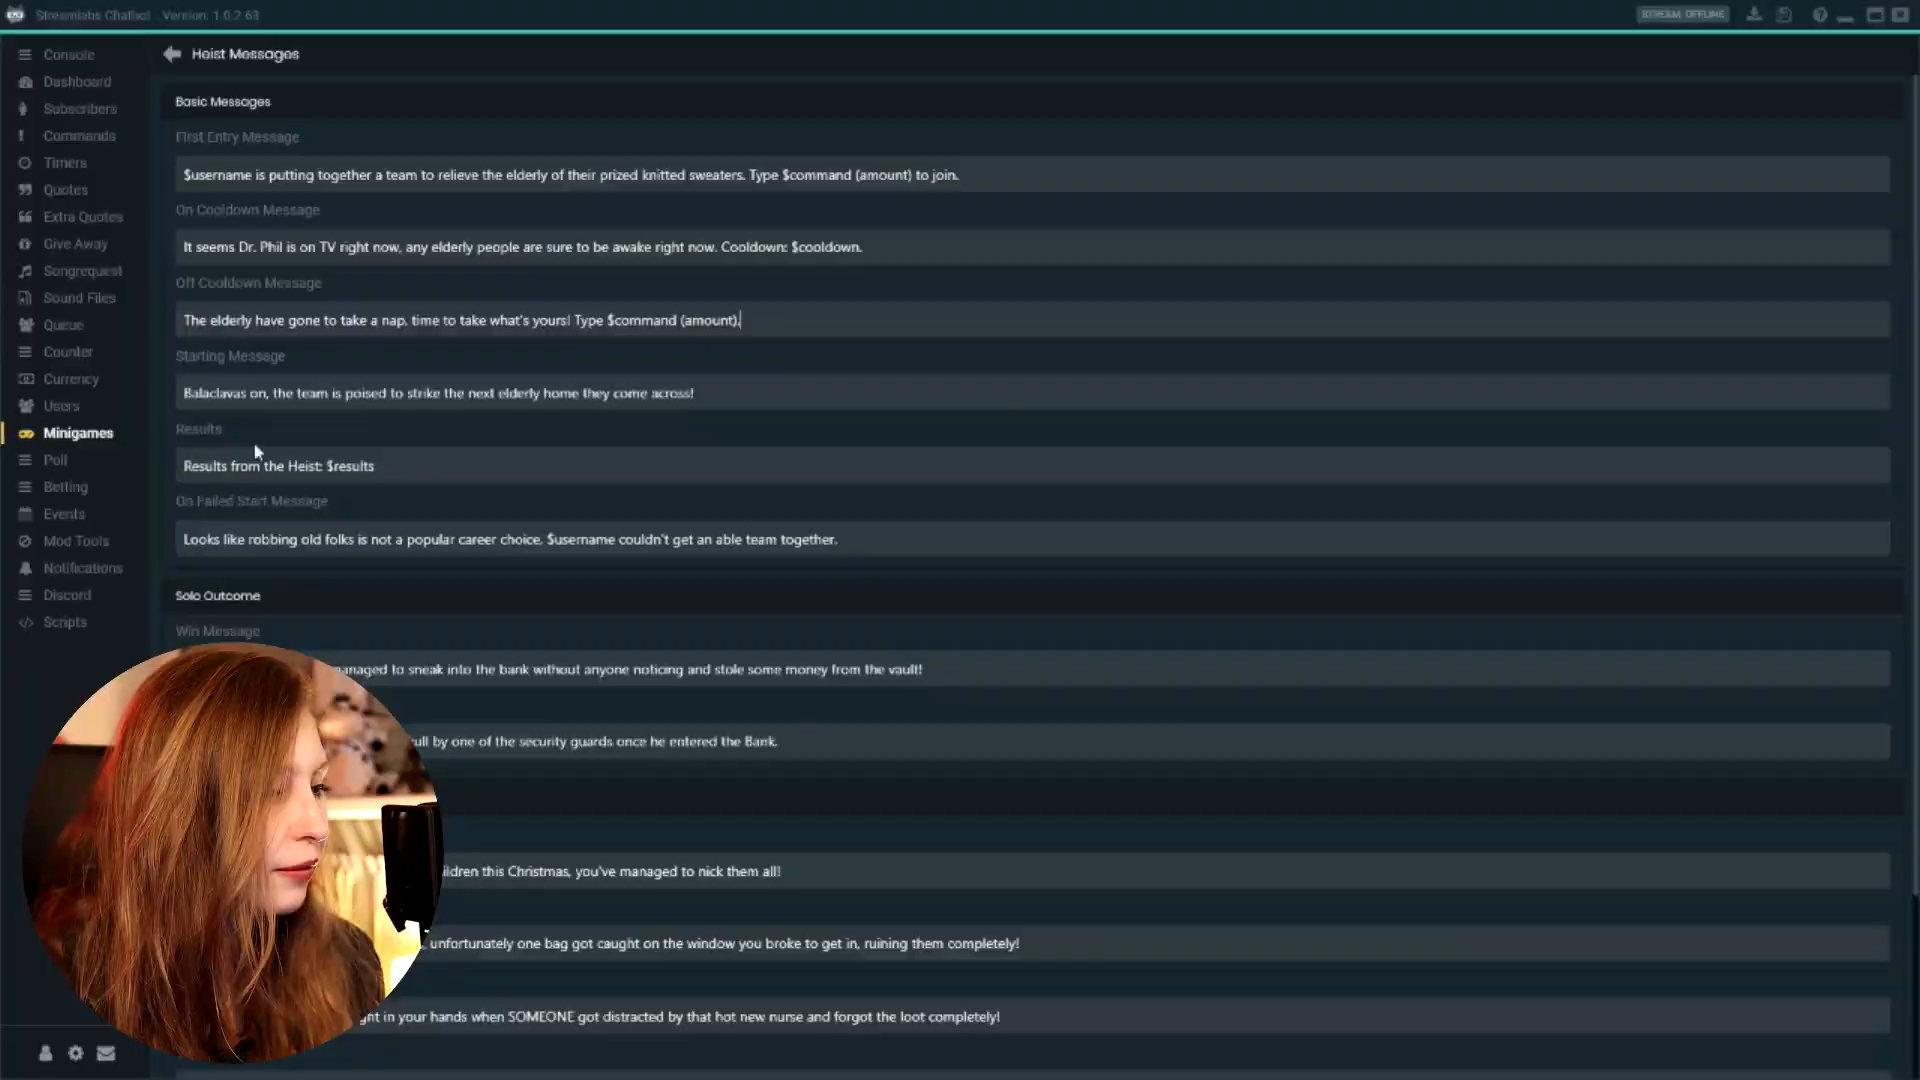 Streamlabs Chatbot Version: 1.0.2.63
STREAM: OFFLINE
Console
Dashboard
Subscribers
Commands
Timers
Quotes
Extra Quotes
Give Away
Songrequest
Sound Files
Queue
Counter
Currency
Users
Minigames
Poll
Betting
Events
Mod Tools
Notifications
Discord
Scripts
Heist Messages
Basic Messages
First Entry Message
$username is putting together a team to relieve the elderly of their prized knitted sweaters. Type $command (amount) to join.
On Cooldown Message
It seems Dr. Phil is on TV right now, any elderly people are sure to be awake right now. Cooldown: $cooldown.
Off Cooldown Message
The elderly have gone to take a nap, time to take what's yours! Type $command (amount).
Starting Message
Balaclavas on, the team is poised to strike the next elderly home they come across!
Results
Results from the Heist: $results
On Failed Start Message
Looks like robbing old folks is not a popular career choice. $username couldn't get an able team together.
Solo Outcome
Win Message
managed to sneak into the bank without anyone noticing and stole some money from the vault!
by one of the security guards once he entered the Bank.
this Christmas, you've managed to nick them all!
unfortunately one bag got caught on the window you broke to get in, ruining them completely!
in your hands when SOMEONE got distracted by that hot new nurse and forgot the loot completely!